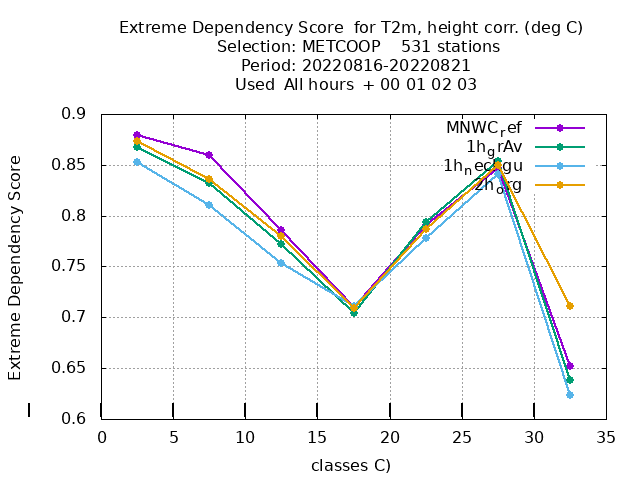 Extreme Dependency Score  for T2m, height corr. (deg C)
Selection: METCOOP    531 stations
Period: 20220816-20220821
Used  All hours  + 00 01 02 03
Extreme Dependency Score
0.9
0.85
0.8
0.75
0.7
0.65
0.6
MNWC_ref
1h_grAv
2h_org
0
5
10
15
20
25
30
35
classes C)